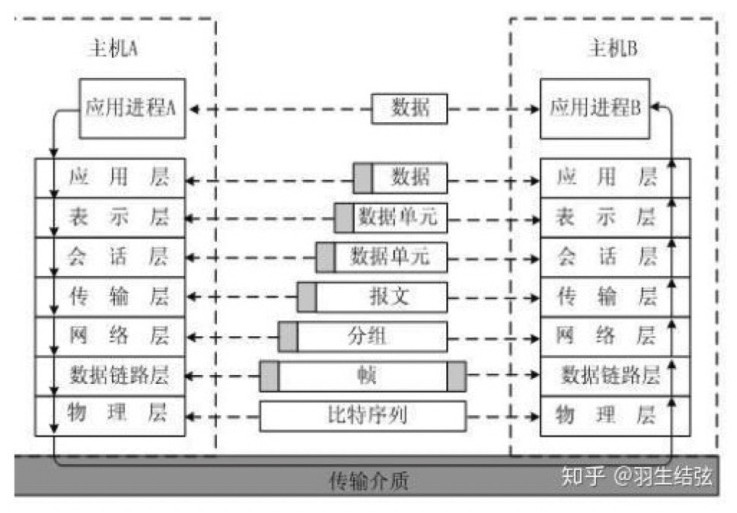 主机A 主机B
应用进程A 数据 应用进程B
应用层 数据 应用层
表示层 数据单元 表示层
会话层 数据单元 会话层
传输层 报文 传输层
网络层 分组 网络层
数据链路层 帧 数据链路层
物理层 比特序列 物理层
传输介质
知乎 @羽生结弦